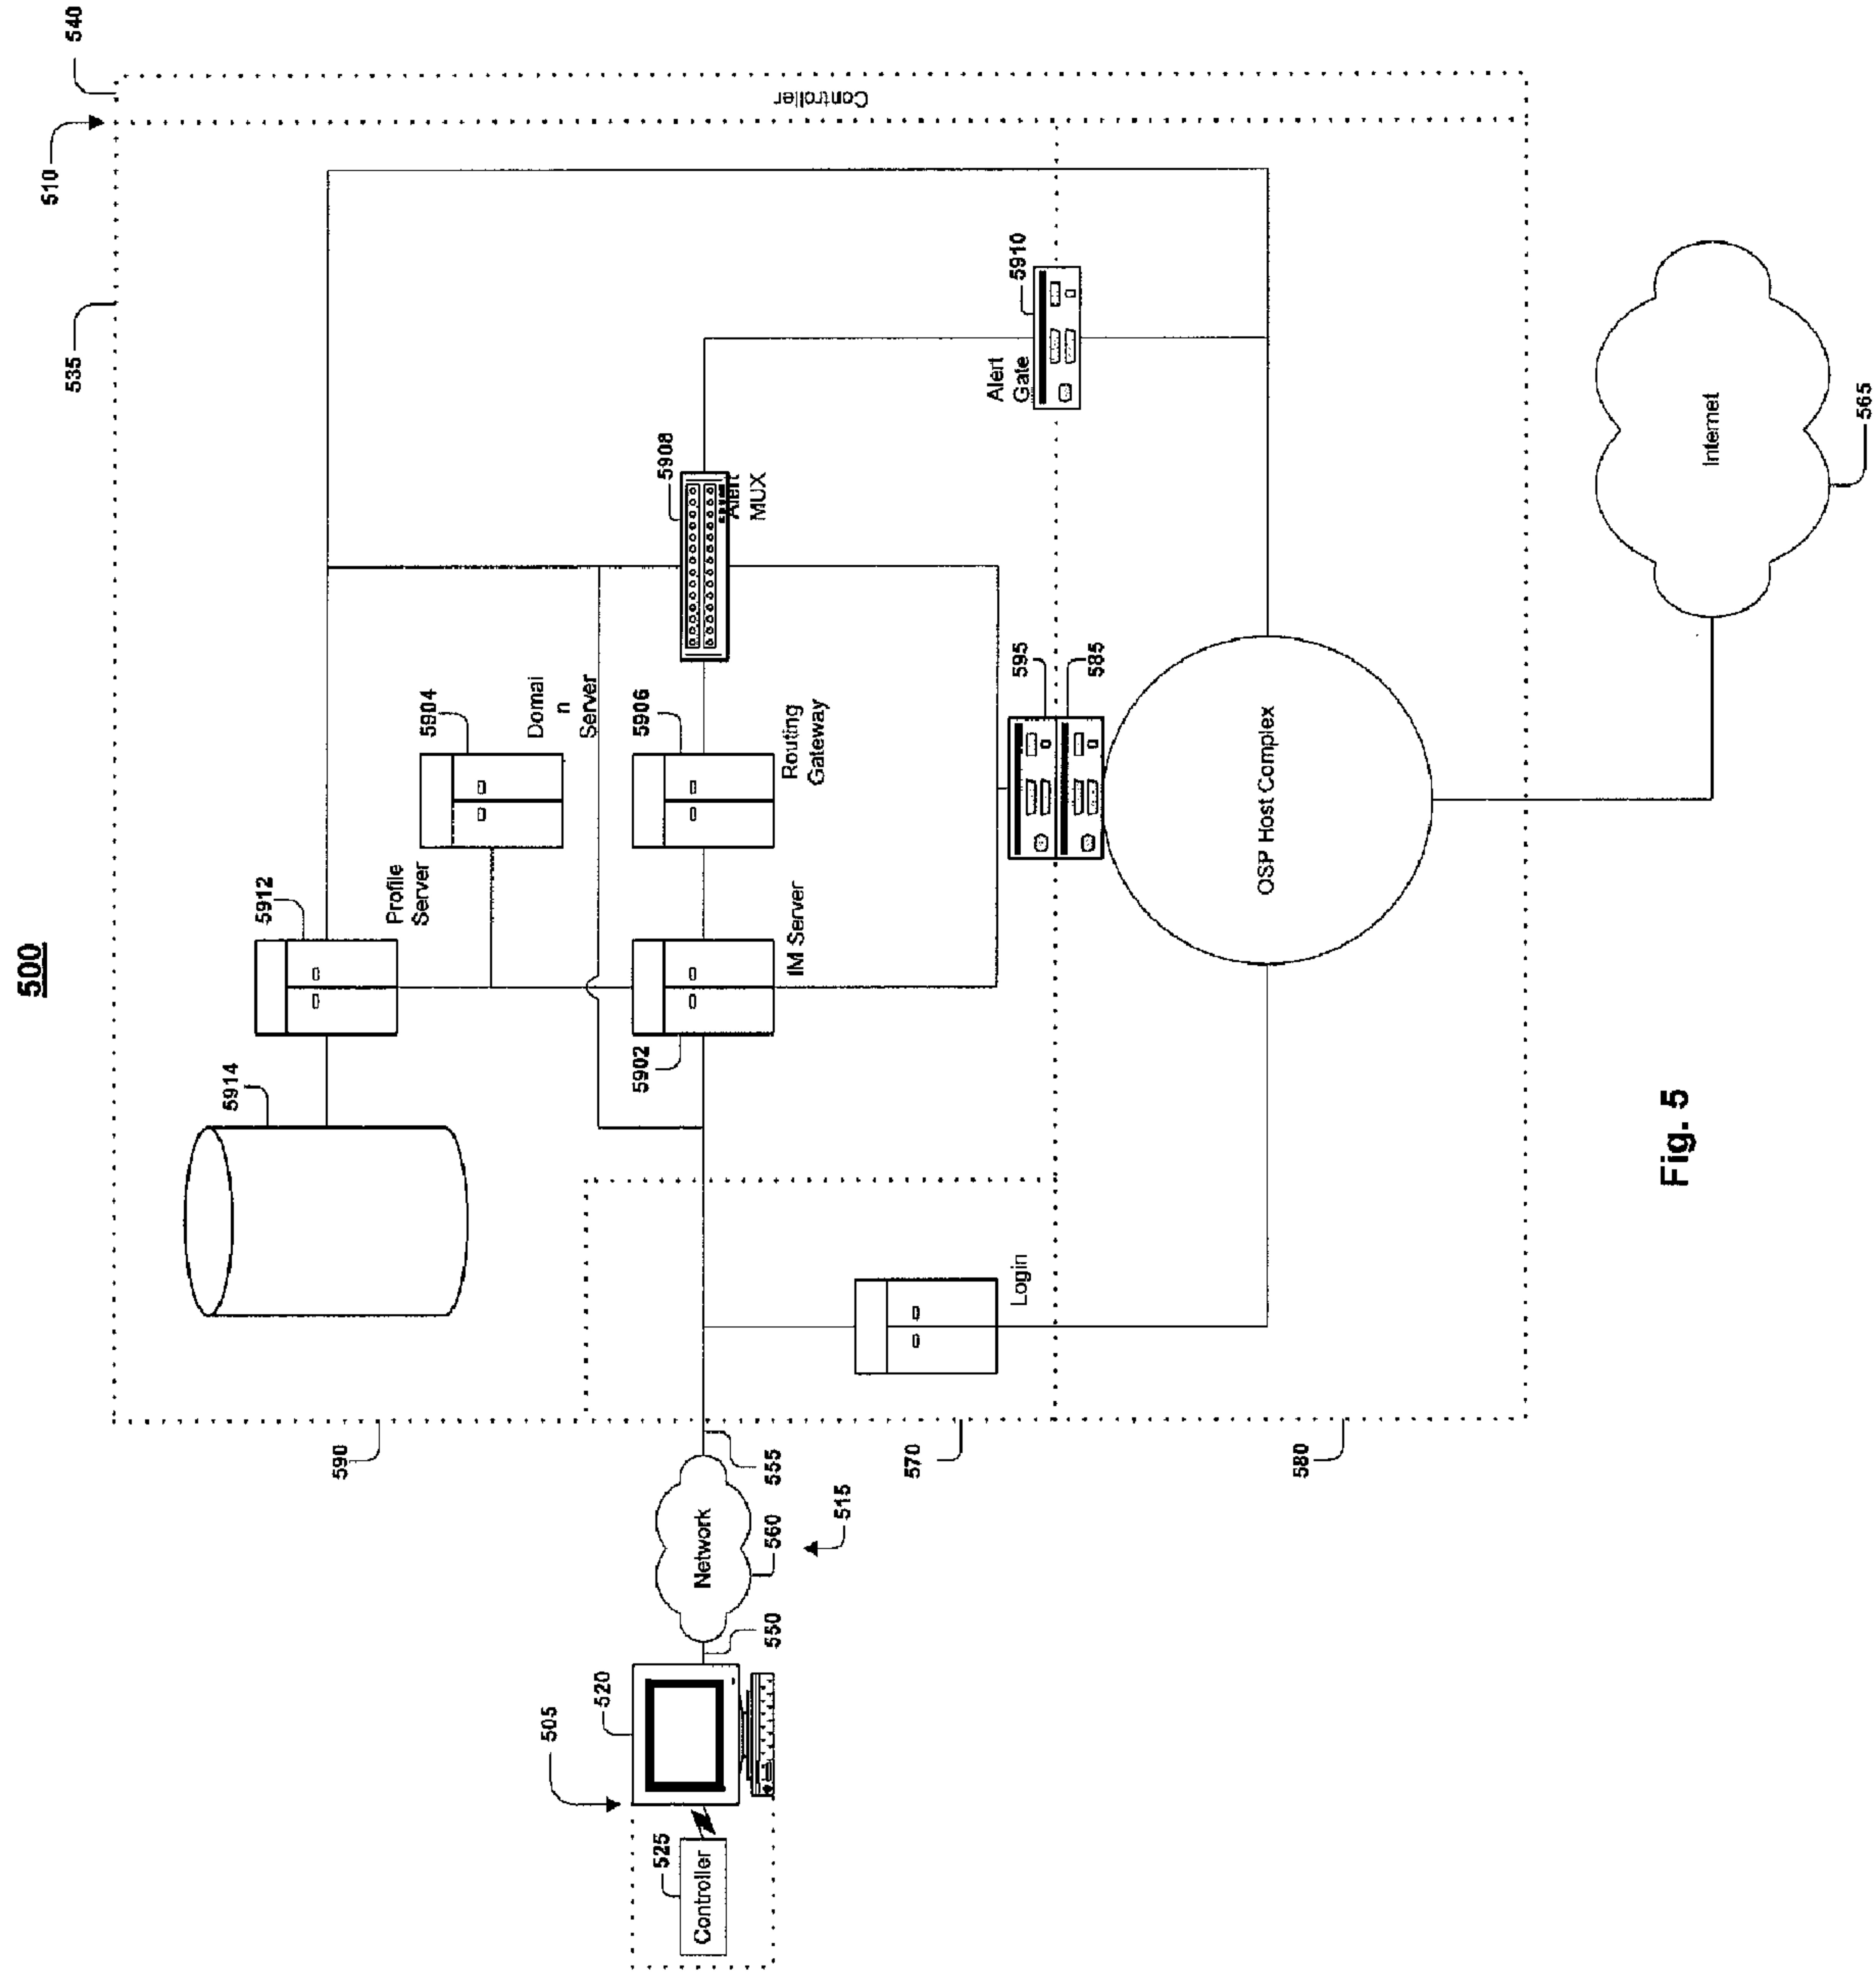 500
540
Controller
510
535
5914
5912
Profile
Server
5904
Domai
n
Server
5902
IM Server
5906
Routing
Gateway
5908
Alert
MUX
5910
Alert
Gate
595
585
OSP Host Complex
Internet
565
590
570
580
Login
555
Network
560
515
550
520
505
525
Controller
Fig. 5